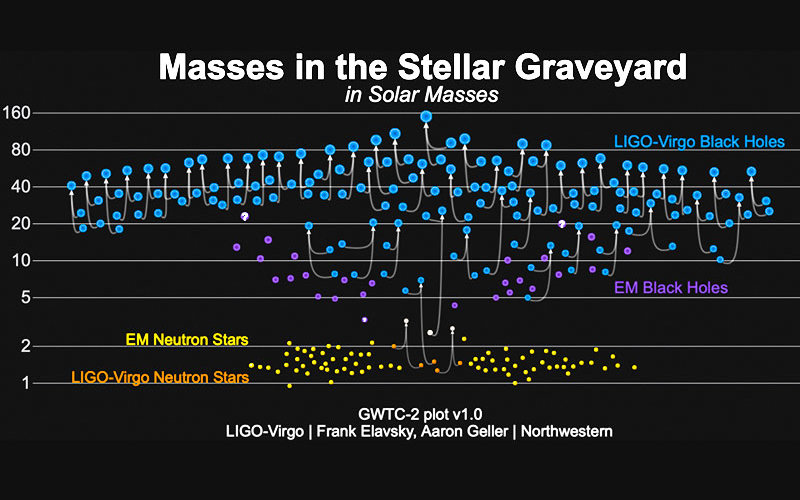 Masses in the Stellar Graveyard
in Solar Masses
160
LIGO-Virgo Black Holes
80
40
20
10
EM Black Holes
5
EM Neutron Stars
2
LIGO-Virgo Neutron Stars
1
GWTC-2 plot v1.0
LIGO-Virgo | Frank Elavsky, Aaron Geller | Northwestern